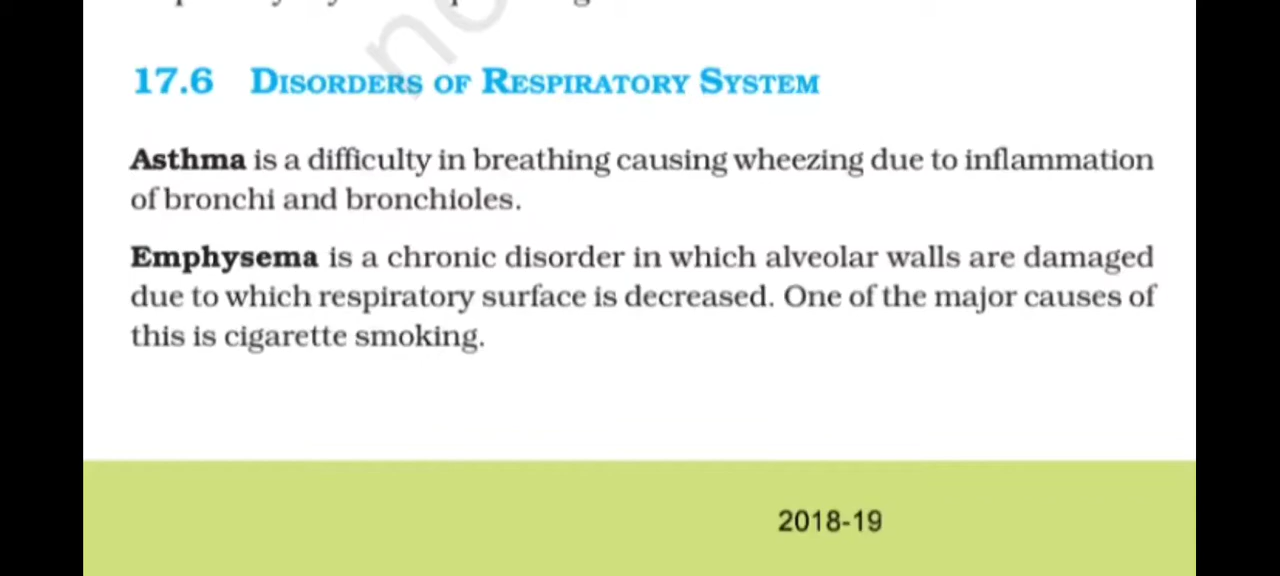 17.6 Disorders of Respiratory System
Asthma is a difficulty in breathing causing wheezing due to inflammation
of bronchi and bronchioles.
Emphysema is a chronic disorder in which alveolar walls are damaged
due to which respiratory surface is decreased. One of the major causes of
this is cigarette smoking.
2018-19